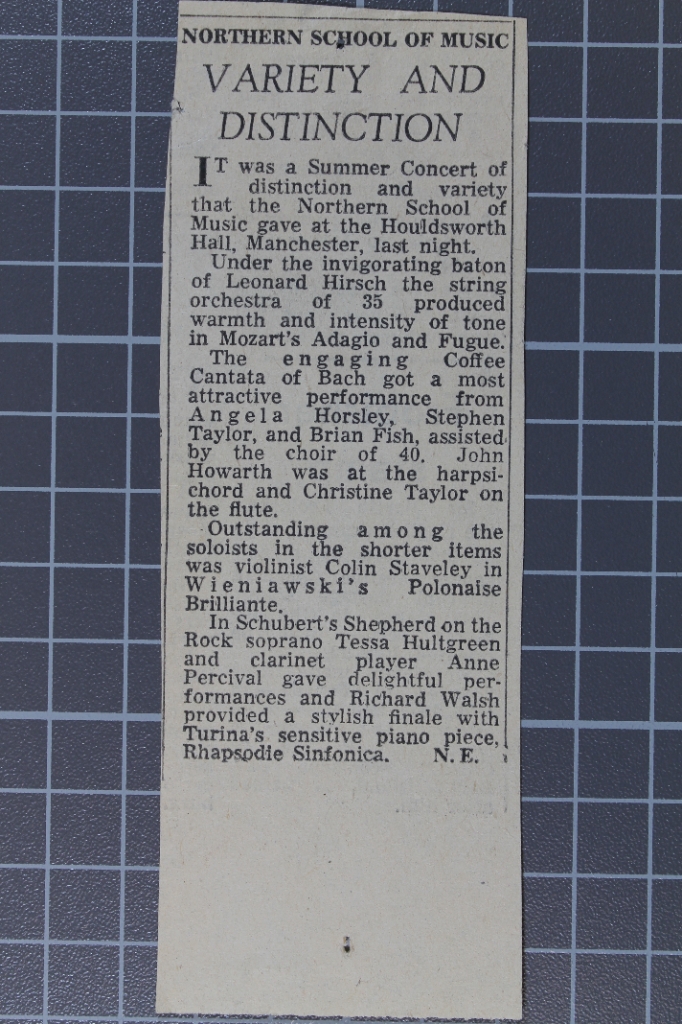 NORTHERN SCHOOL OF MUSIC
VARIETY AND
DISTINCTION
IT was a Summer Concert of
distinction and variety
that the Northern School of
Music gave at the Houldsworth
Hall, Manchester, last night.
Under the invigorating baton
of Leonard Hirsch the string
orchestra of 35 produced
warmth and intensity of tone
in Mozart's Adagio and Fugue.
The engaging Coffee
Cantata of Bach got a most
attractive performance from
Angela Horsley, Stephen
Taylor, and Brian Fish, assisted
by the choir of 40. John
Howarth was at the harpsi-
chord and Christine Taylor on
the flute.
Outstanding among the
soloists in the shorter items
was violinist Colin Staveley in
Wieniawski's Polonaise
Brilliante.
In Schubert's Shepherd on the
Rock soprano Tessa Hultgreen
and clarinet player Anne
Percival gave delightful per-
formances and Richard Walsh
provided a stylish finale with
Turina's sensitive piano piece,
Rhapsodie Sinfonica. N. E.